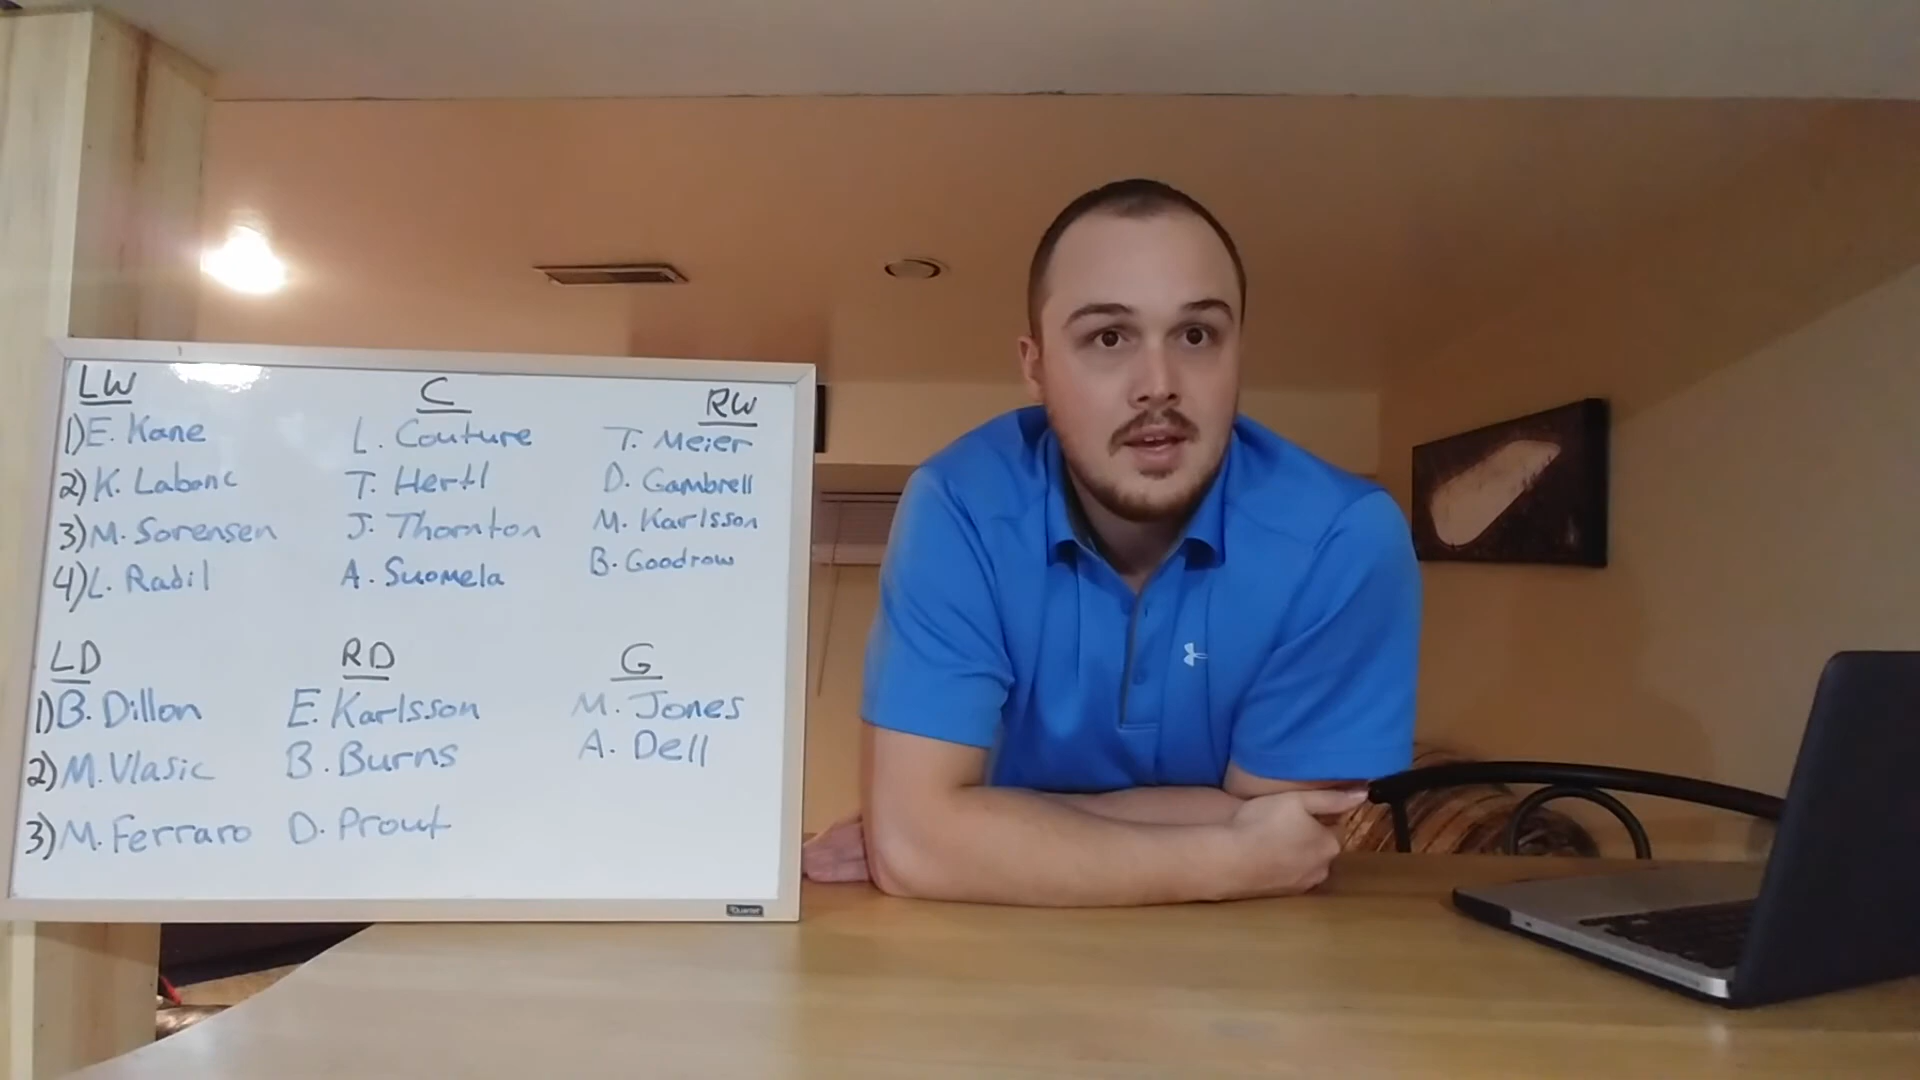 LW C RW
1) E. Kane L. Couture T. Meier
2) K. Labanc T. Hertl D. Gambrell
3) M. Sorensen J. Thornton M. Karlsson
4) L. Radil A. Suomela B. Goodrow
LD RD G
1) B. Dillon E. Karlsson M. Jones
2) M. Vlasic B. Burns A. Dell
3) M. Ferraro D. Prout
Quartet